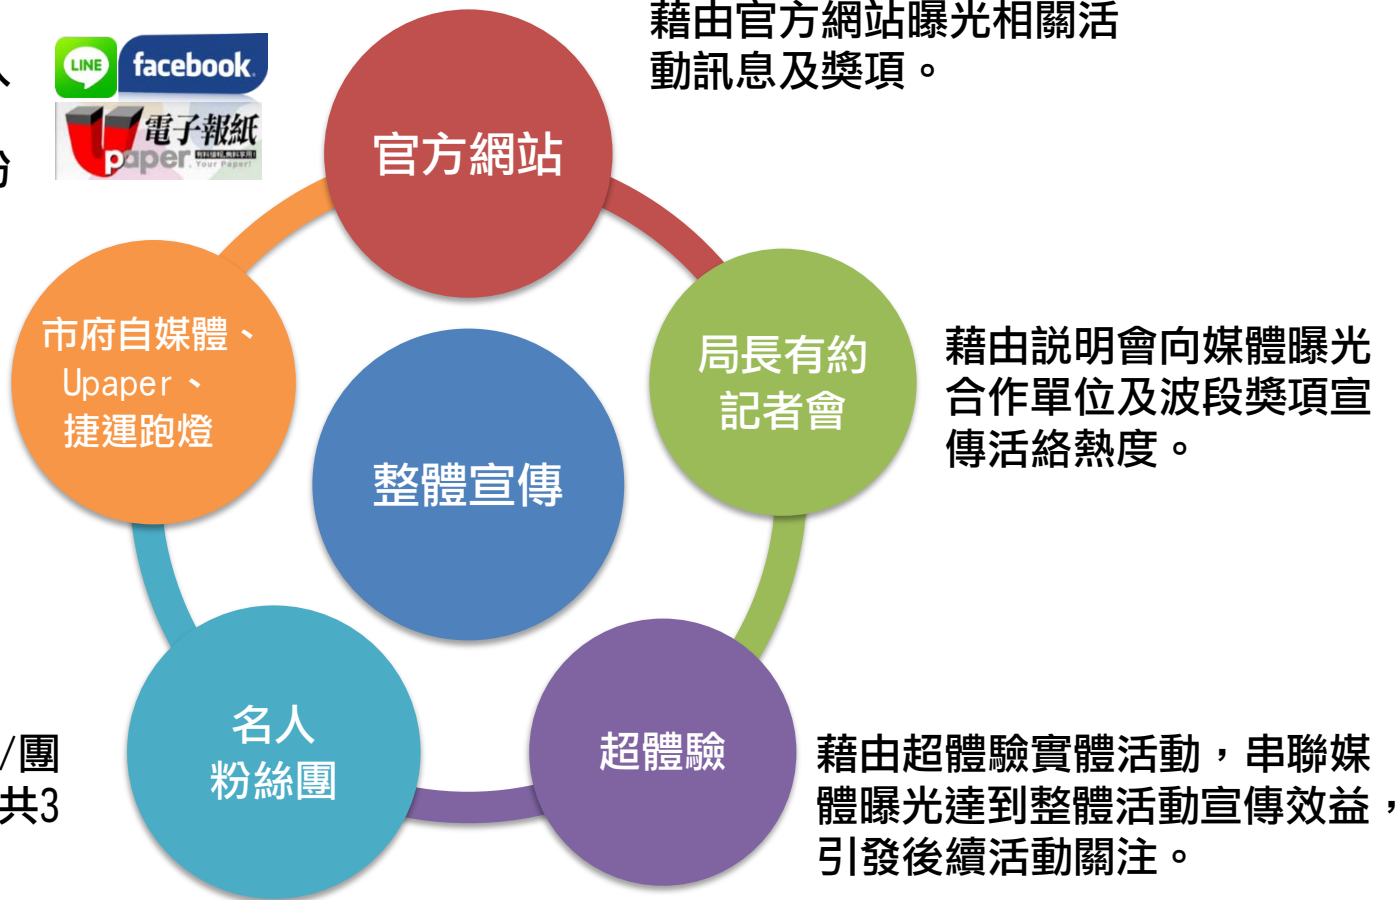 藉由官方網站曝光相關活
動訊息及獎項。
LINE
facebook
電子報紙
Upaper
Your Paper!
官方網站
市府自媒體、
Upaper、
捷運跑燈
局長有約
記者會
藉由説明會向媒體曝光
合作單位及波段獎項宣
傳活絡熱度。
整體宣傳
名人
粉絲團
超體驗
/團
共3
藉由超體驗實體活動，串聯媒
體曝光達到整體活動宣傳效益，
引發後續活動關注。